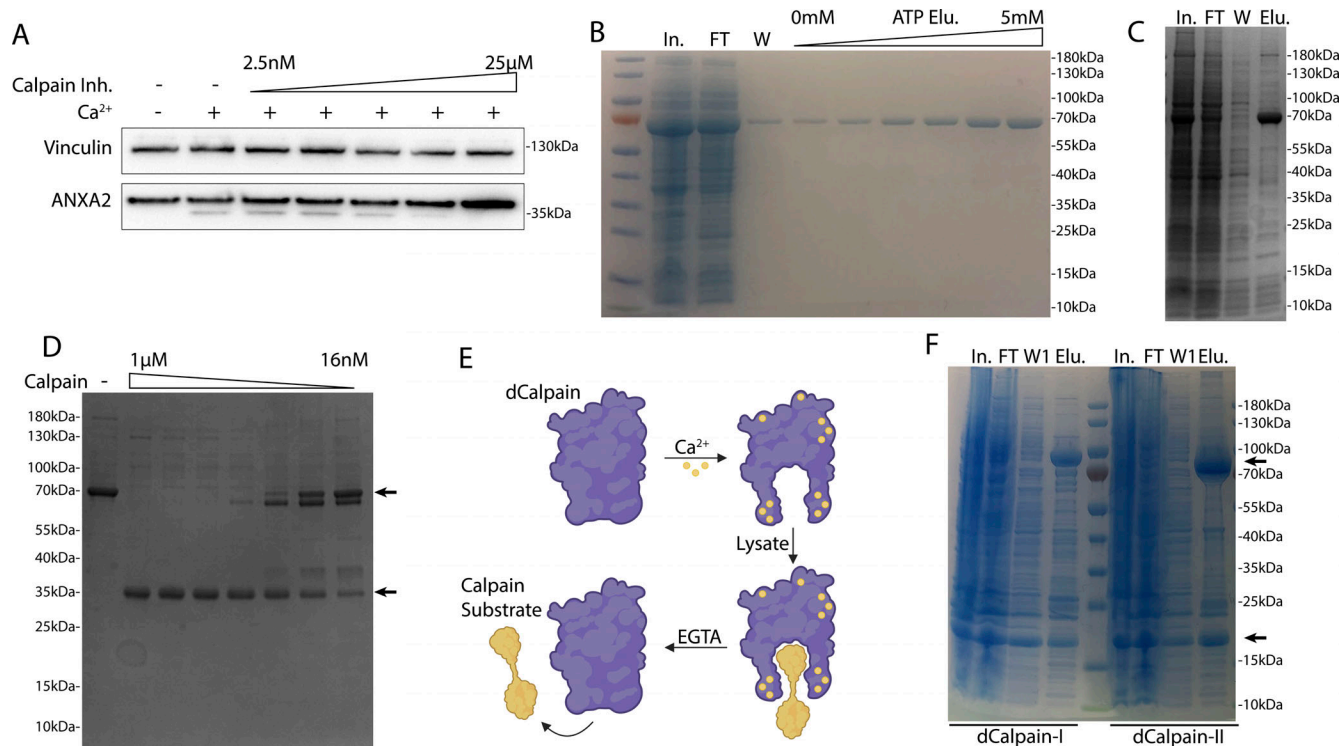 A
2.5nM 25µM
Calpain Inh. - -
Ca²⁺ - + + + + + +
Vinculin -130kDa
ANXA2 -35kDa
B
0mM ATP Elu. 5mM
In. FT W
-180kDa
-130kDa
-100kDa
-70kDa
-55kDa
-40kDa
-35kDa
-25kDa
-15kDa
-10kDa
C
In. FT W Elu.
-180kDa
-130kDa
-100kDa
-70kDa
-55kDa
-40kDa
-35kDa
-25kDa
-15kDa
-10kDa
D
1µM 16nM
Calpain -
180kDa-
130kDa-
100kDa-
70kDa-
55kDa-
40kDa-
35kDa-
25kDa-
15kDa-
10kDa-
E
dCalpain
Ca²⁺
Lysate
Calpain
Substrate
EGTA
F
In. FT W1 Elu. In. FT W1 Elu.
-180kDa
-130kDa
-100kDa
-70kDa
-55kDa
-40kDa
-35kDa
-25kDa
-15kDa
-10kDa
dCalpain-I dCalpain-II